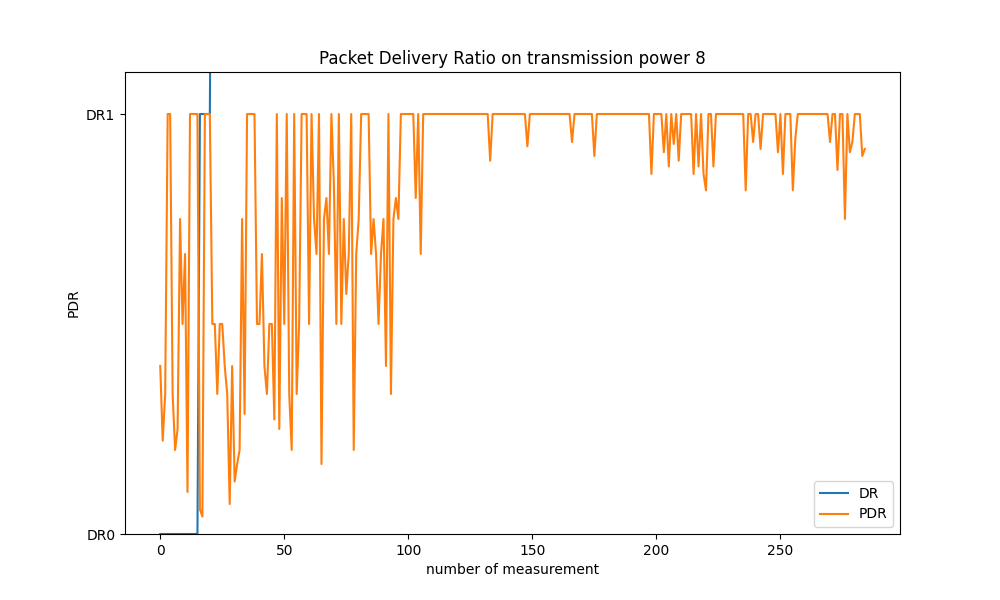 Packet Delivery Ratio on transmission power 8
DR1
PDR
DR0
0 50 100 150 200 250
number of measurement
DR
PDR